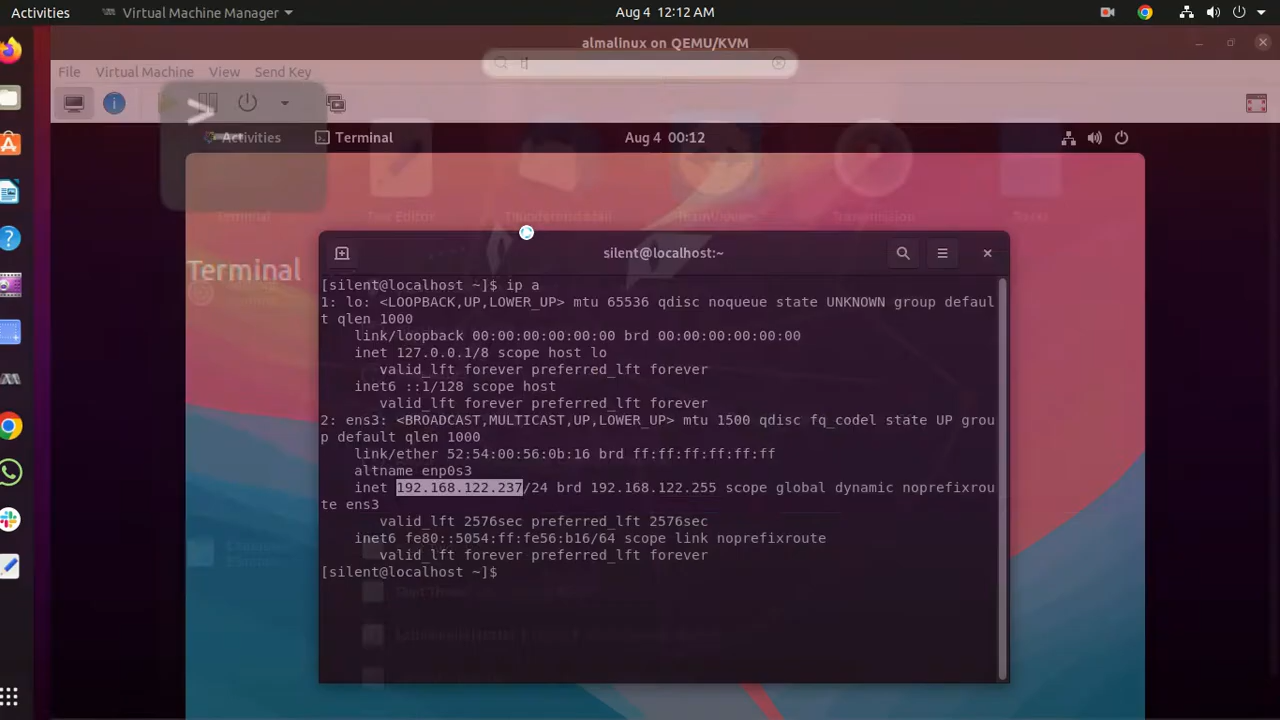 Activities Virtual Machine Manager Aug 4 12:12 AM
almalinux on QEMU/KVM
File Virtual Machine View Send Key
Activities Terminal Aug 4 00:12
Terminal Text Editor Thunderbird Mail Transmission
Terminal
silent@localhost:~
[silent@localhost ~]$ ip a
1: lo: <LOOPBACK,UP,LOWER_UP> mtu 65536 qdisc noqueue state UNKNOWN group defaul
t qlen 1000
link/loopback 00:00:00:00:00:00 brd 00:00:00:00:00:00
inet 127.0.0.1/8 scope host lo
valid_lft forever preferred_lft forever
inet6 ::1/128 scope host
valid_lft forever preferred_lft forever
2: ens3: <BROADCAST,MULTICAST,UP,LOWER_UP> mtu 1500 qdisc fq_codel state UP grou
p default qlen 1000
link/ether 52:54:00:56:0b:16 brd ff:ff:ff:ff:ff:ff
altname enp0s3
inet 192.168.122.237/24 brd 192.168.122.255 scope global dynamic noprefixrou
te ens3
valid_lft 2576sec preferred_lft 2576sec
inet6 fe80::5054:ff:fe56:b16/64 scope link noprefixroute
valid_lft forever preferred_lft forever
[silent@localhost ~]$